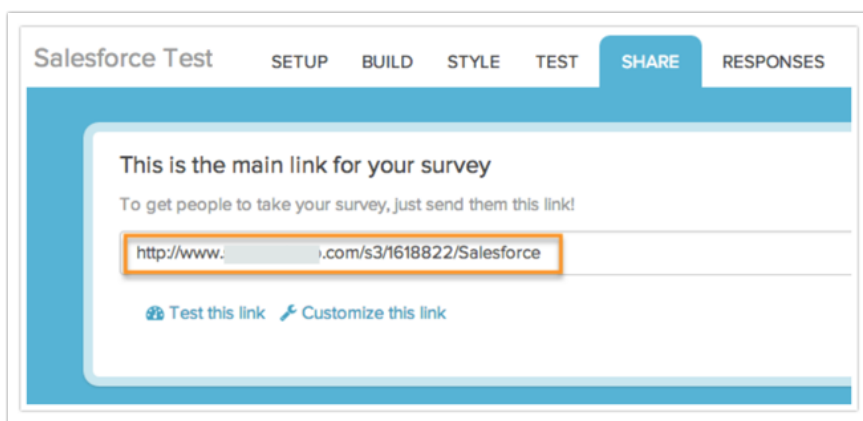 Salesforce Test SETUP BUILD STYLE TEST SHARE RESPONSES
This is the main link for your survey
To get people to take your survey, just send them this link!
http://www. .com/s3/1618822/Salesforce
Test this link Customize this link